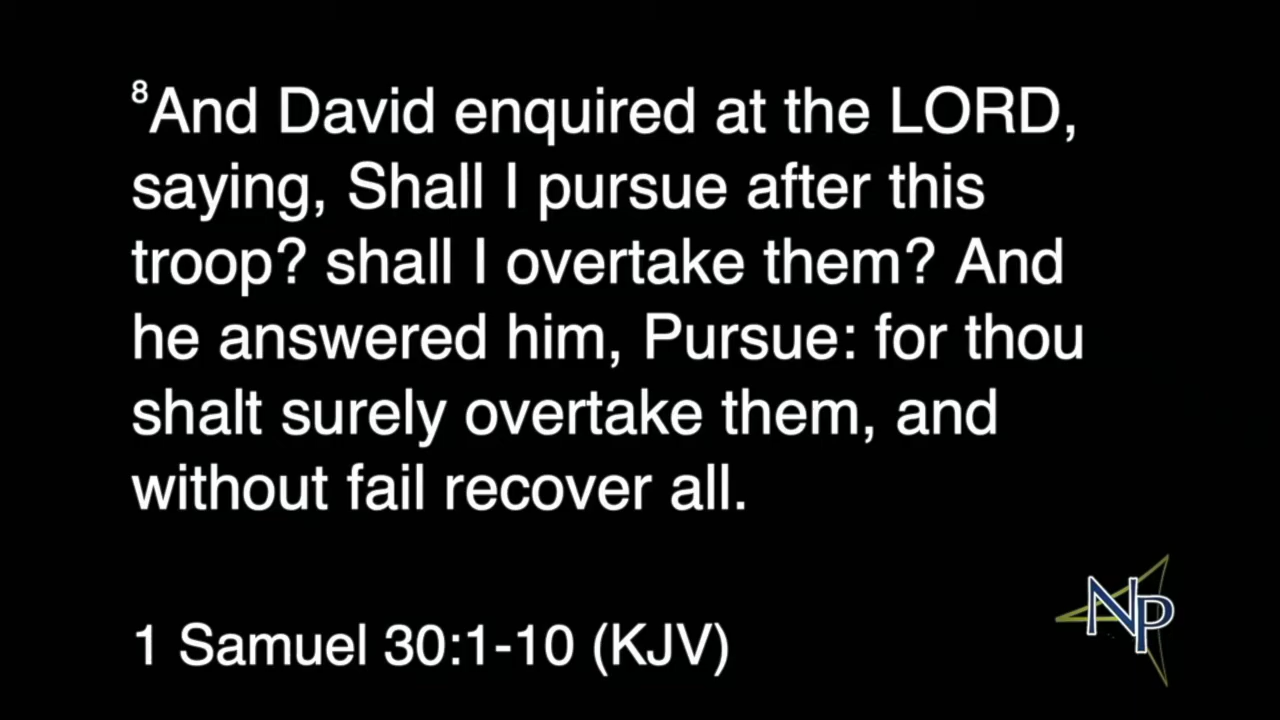 ⁸And David enquired at the LORD,
saying, Shall I pursue after this
troop? shall I overtake them? And
he answered him, Pursue: for thou
shalt surely overtake them, and
without fail recover all.
NP
1 Samuel 30:1-10 (KJV)